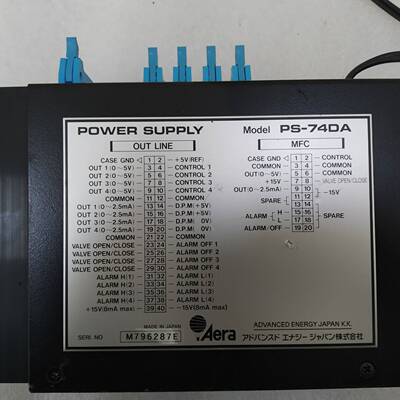 POWER SUPPLY
OUT LINE
CASE GND 1 2 +5V(REF)
OUT 1(0~5V) 3 4 CONTROL 1
OUT 2(0~5V) 5 6 CONTROL 2
OUT 3(0~5V) 7 8 CONTROL 3
OUT 4(0~5V) 9 10 CONTROL 4
COMMON 11 12 COMMON
OUT 1(0~2.5mA) 13 14 D.P.M(+5V)
OUT 2(0~2.5mA) 15 16 D.P.M(+5V)
OUT 3(0~2.5mA) 17 18 D.P.M( 0V)
OUT 4(0~2.5mA) 19 20 D.P.M( 0V)
COMMON 21 22 COMMON
VALVE OPEN/CLOSE 23 24 ALARM OFF 1
VALVE OPEN/CLOSE 25 26 ALARM OFF 2
VALVE OPEN/CLOSE 27 28 ALARM OFF 3
VALVE OPEN/CLOSE 29 30 ALARM OFF 4
ALARM H(1) 31 32 ALARM L(1)
ALARM H(2) 33 34 ALARM L(2)
ALARM H(3) 35 36 ALARM L(3)
ALARM H(4) 37 38 ALARM L(4)
+15V(8mA max) 39 40 -15V(8mA max)
MADE IN JAPAN
SERI. NO M796287E
Model PS-74DA
MFC
CASE GND 1 2 CONTROL
COMMON 3 4 COMMON
OUT(0~5V) 5 6 COMMON
+15V 7 8 VALVE OPEN/CLOSE
OUT(0~2.5mA) 9 10 -15V
SPARE 11 12
13 14
ALARM H 15 16 SPARE
L 17 18
ALARM/OFF 19 20
Aera
ADVANCED ENERGY JAPAN K.K.
アドバンスド エナジー ジャパン株式会社